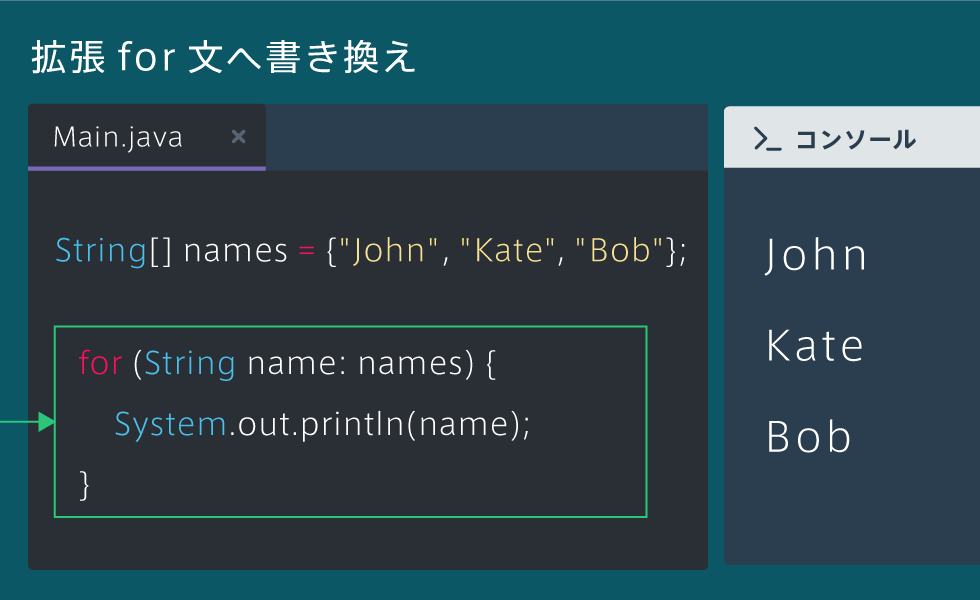 拡張 for 文へ書き換え
Main.java ×
String[] names = {"John", "Kate", "Bob"};
for (String name: names) {
System.out.println(name);
}
>_ コンソール
John
Kate
Bob